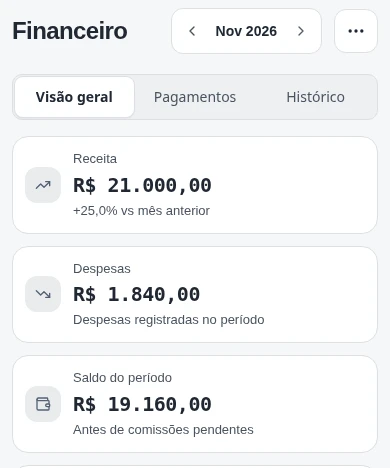 Financeiro
Nov 2026
Visão geral
Pagamentos
Histórico
Receita
R$ 21.000,00
+25,0% vs mês anterior
Despesas
R$ 1.840,00
Despesas registradas no período
Saldo do período
R$ 19.160,00
Antes de comissões pendentes